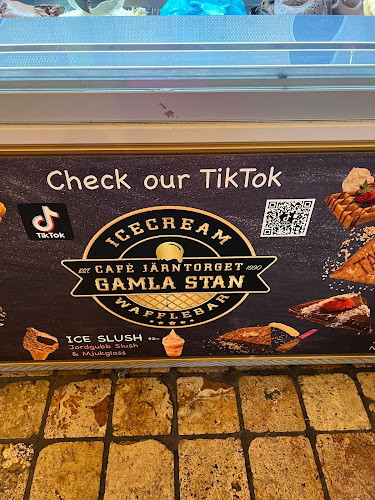 Check our TikTok
TikTok
ICECREAM
EST. CAFÉ JÄRNTORGET 1990
GAMLA STAN
WAFFLEBAR
ICE SLUSH
Jordgubb Slush
& Mjukglass